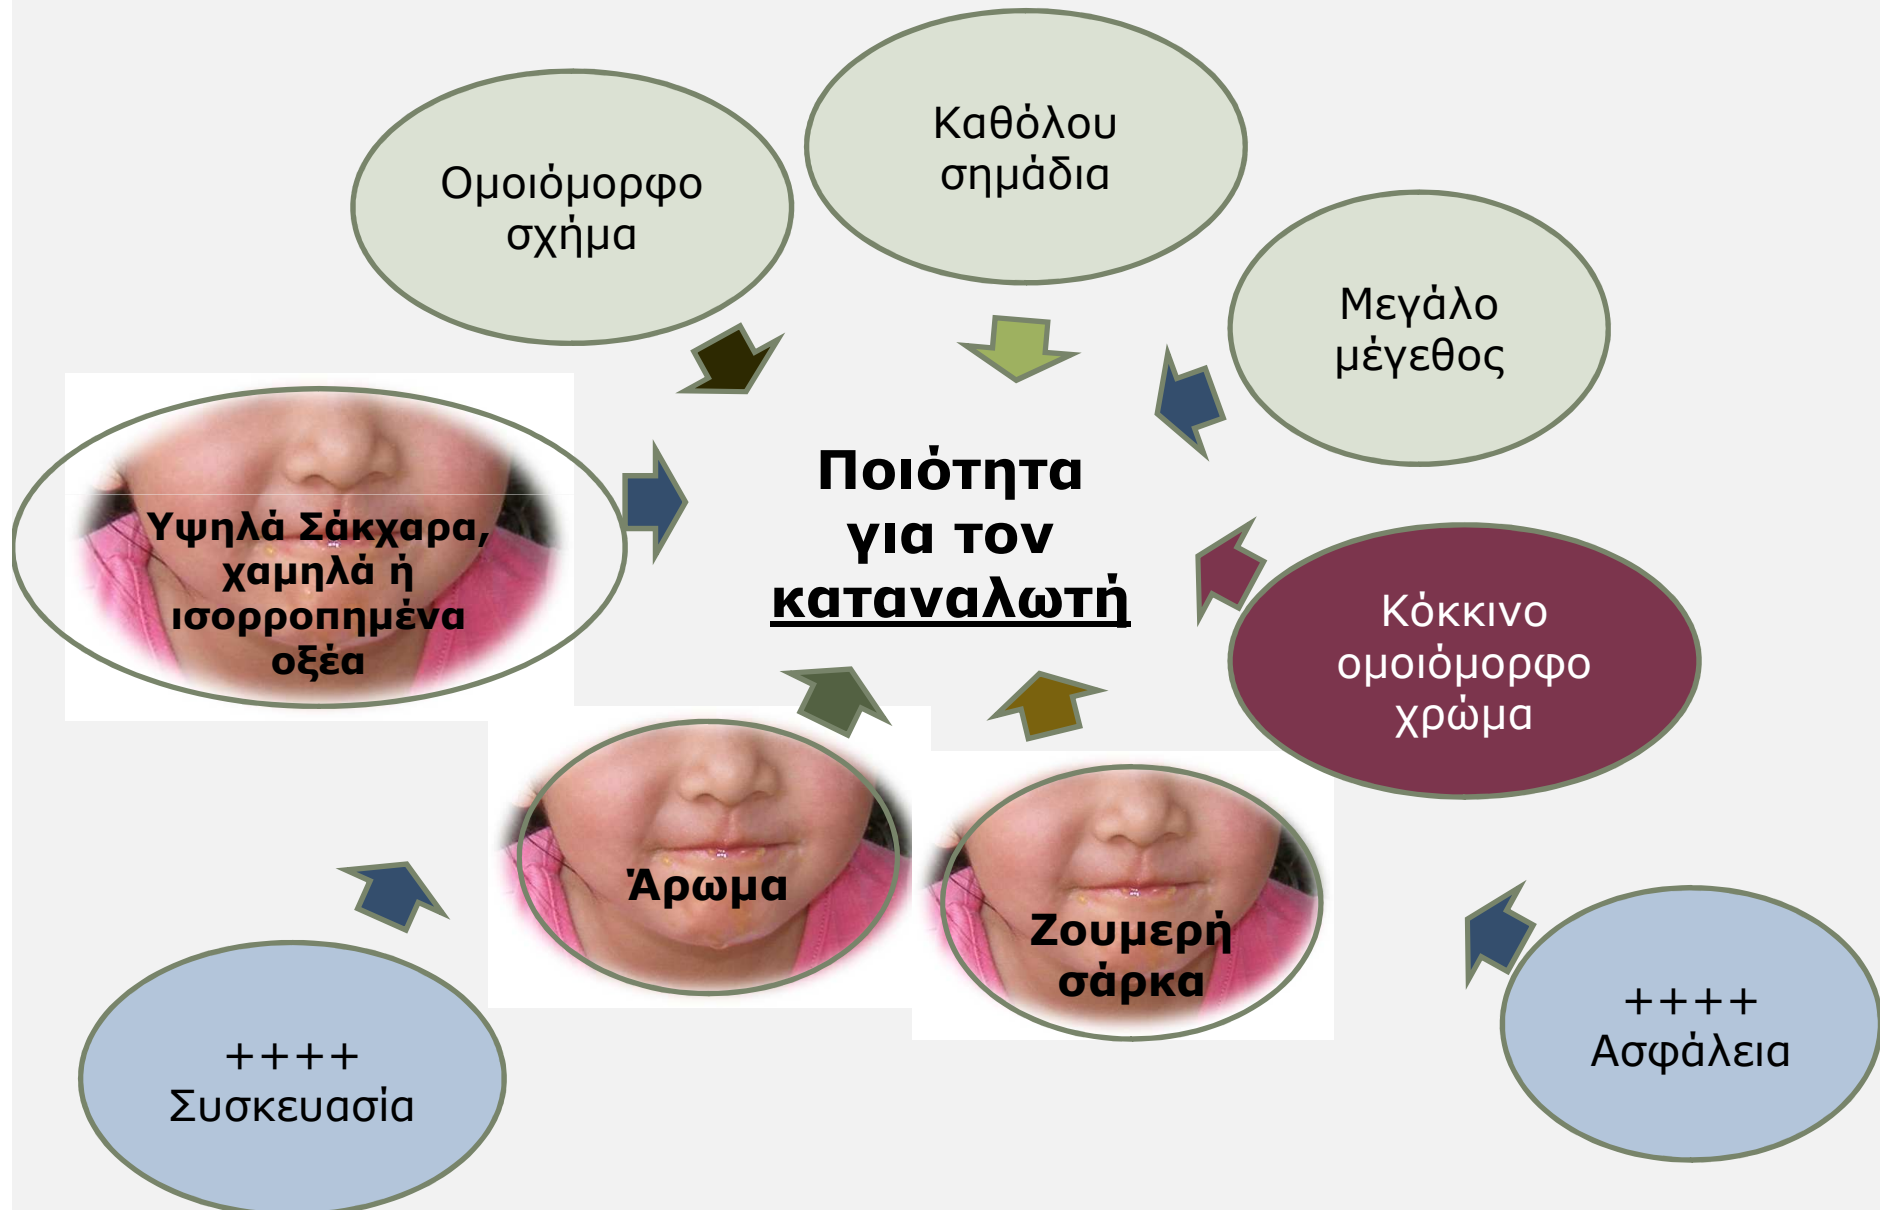 Καθόλου
σημάδια
Ομοιόμορφο
σχήμα
Μεγάλο
μέγεθος
Ποιότητα
για τον
καταναλωτή
Υψηλά Σάκχαρα,
χαμηλά ή
ισορροπημένα
οξέα
Κόκκινο
ομοιόμορφο
χρώμα
Άρωμα
Ζουμερή
σάρκα
++++
Συσκευασία
++++
Ασφάλεια